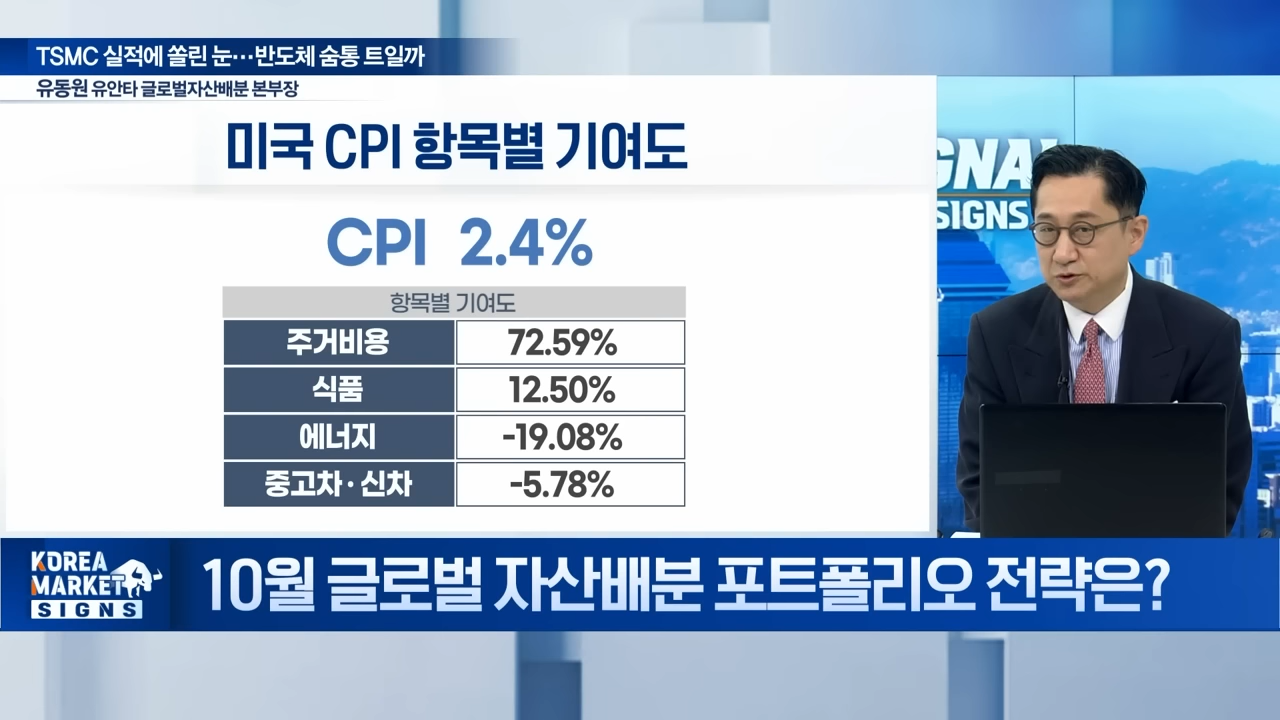 TSMC 실적에 쏠린 눈…반도체 숨통 트일까
유동원 유안타 글로벌자산배분 본부장
미국 CPI 항목별 기여도
CPI 2.4%
항목별 기여도
주거비용 72.59%
식품 12.50%
에너지 -19.08%
중고차·신차 -5.78%
GNA
SIGNS
KOREA
MARKET
SIGNS
10월 글로벌 자산배분 포트폴리오 전략은?